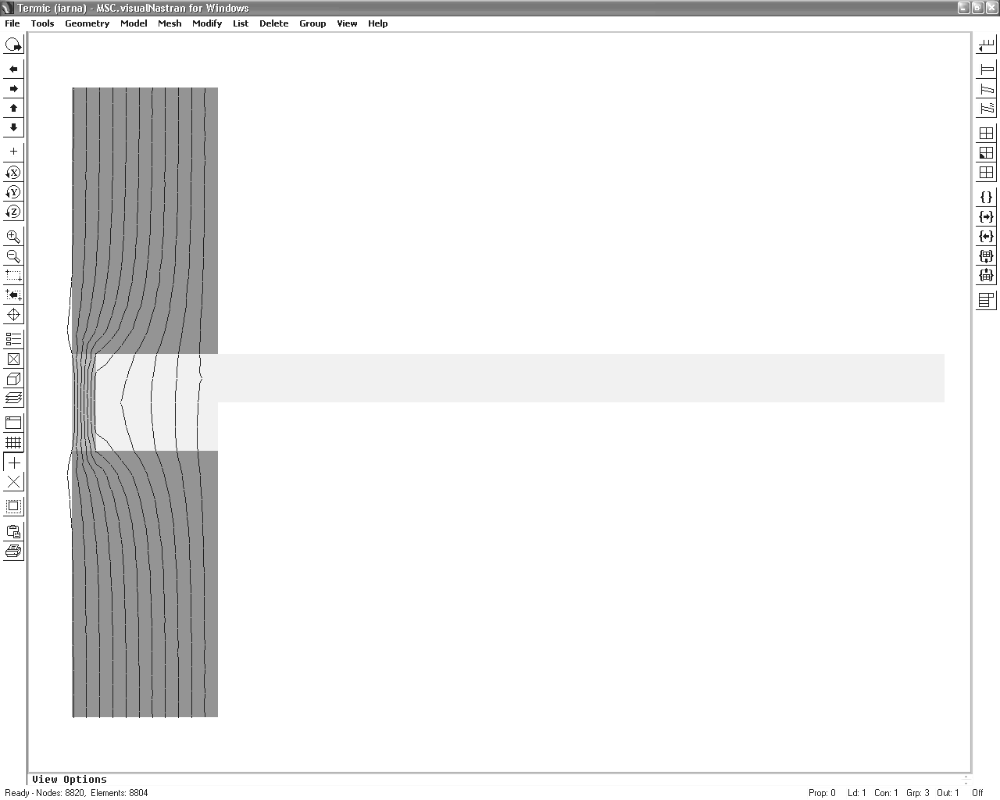 Termic (iarna) - MSC.visualNastran for Windows
File Tools Geometry Model Mesh Modify List Delete Group View Help
X
Y
Z
View Options
Ready - Nodes: 8820, Elements: 8804 Prop: 0 Ld: 1 Con: 1 Grp: 3 Out: 1 Off